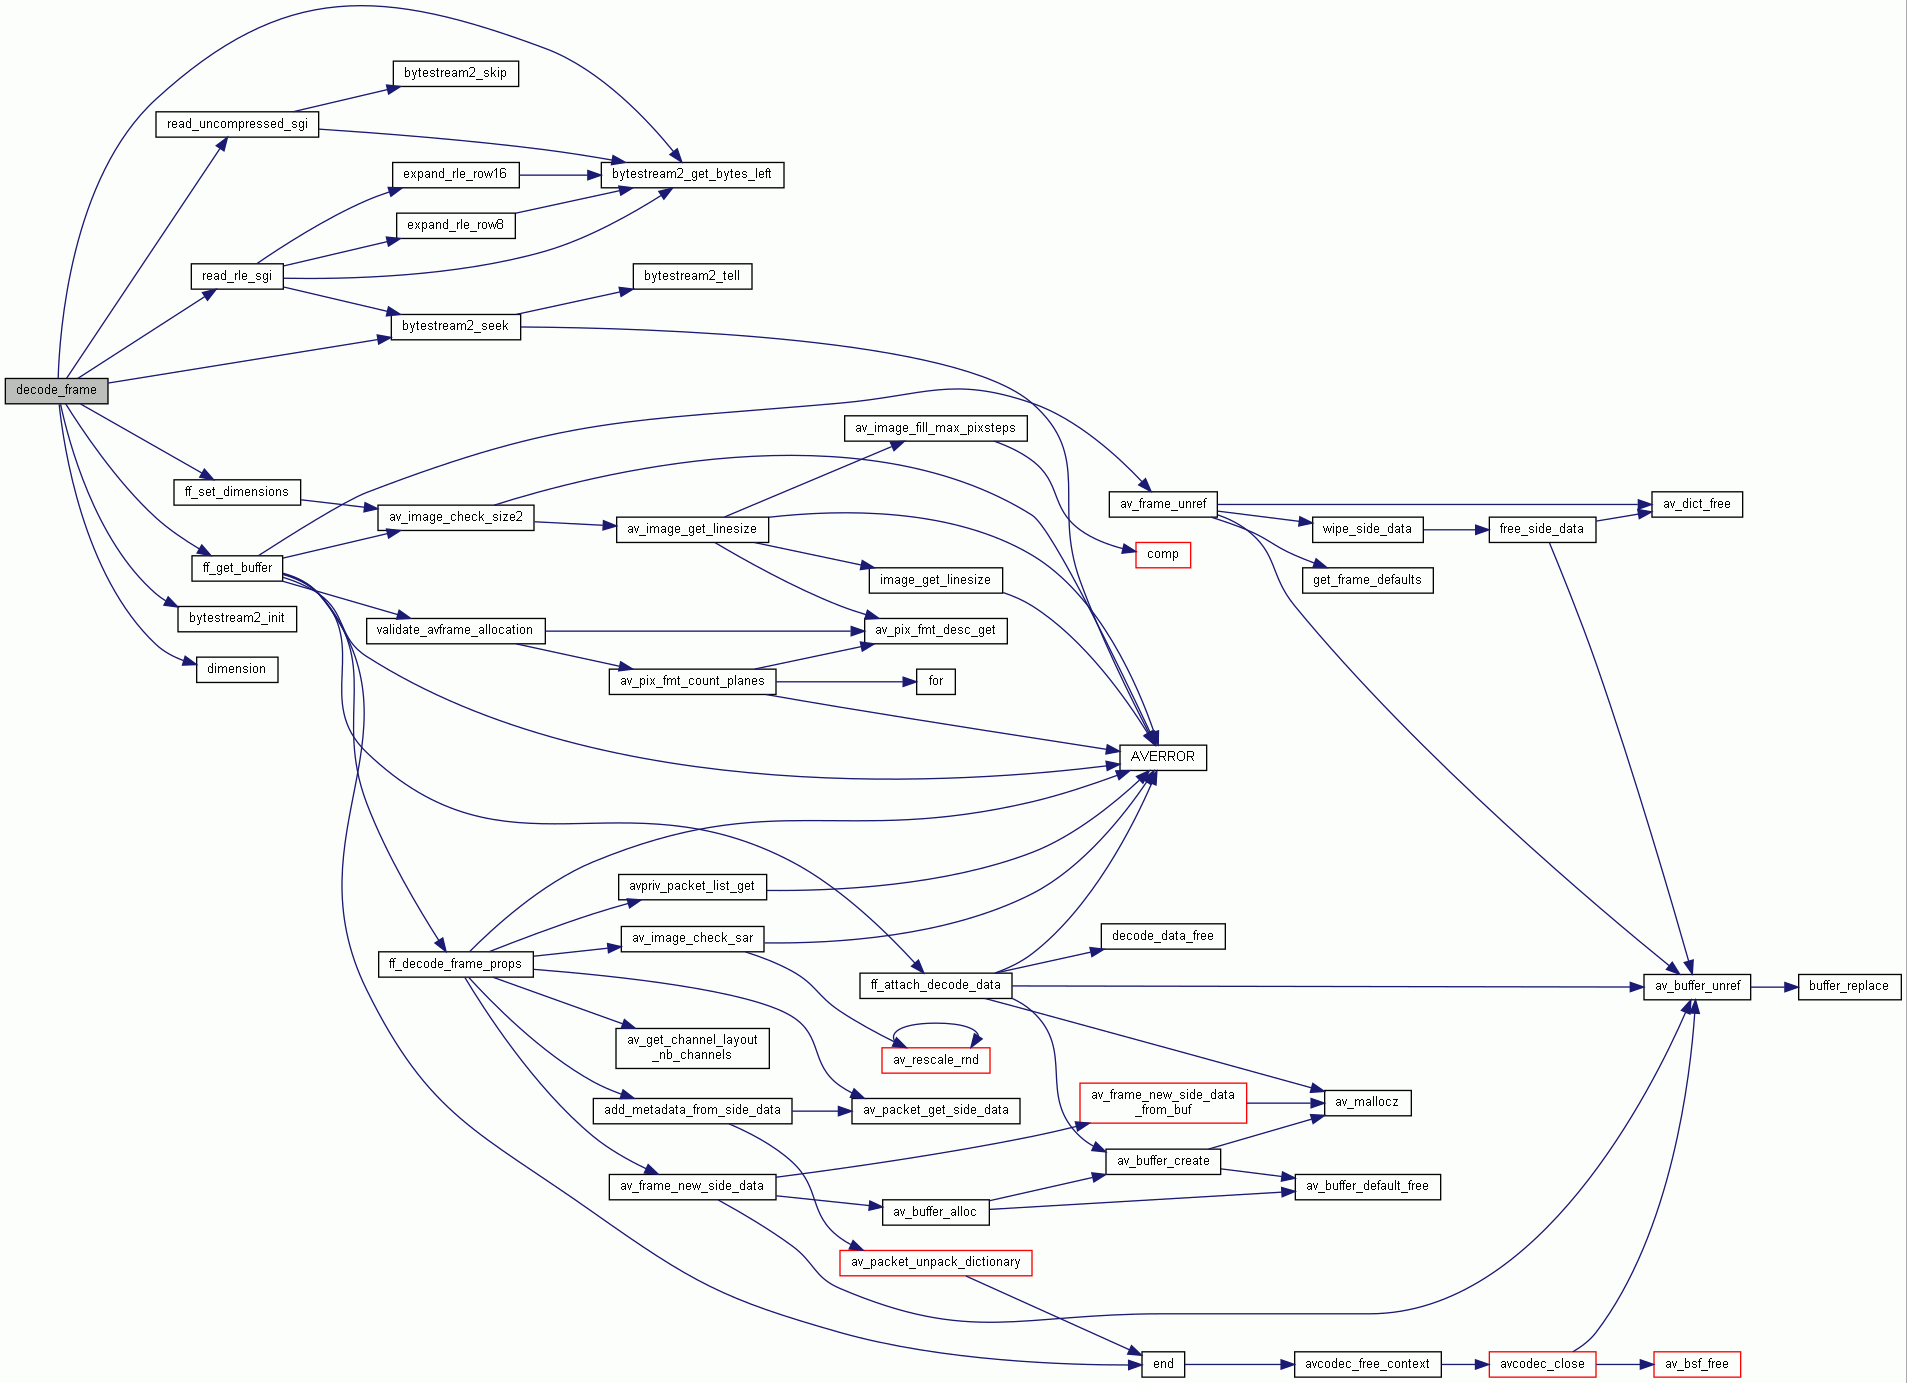 bytestream2_skip
read_uncompressed_sgi
expand_rle_row16
bytestream2_get_bytes_left
expand_rle_row8
read_rle_sgi
bytestream2_tell
bytestream2_seek
decode_frame
av_image_fill_max_pixsteps
ff_set_dimensions
av_frame_unref
av_dict_free
av_image_check_size2
av_image_get_linesize
wipe_side_data
free_side_data
comp
ff_get_buffer
image_get_linesize
get_frame_defaults
bytestream2_init
validate_avframe_allocation
av_pix_fmt_desc_get
dimension
av_pix_fmt_count_planes
for
AVERROR
avpriv_packet_list_get
av_image_check_sar
decode_data_free
ff_decode_frame_props
ff_attach_decode_data
av_buffer_unref
buffer_replace
av_get_channel_layout
_nb_channels
av_rescale_rnd
av_frame_new_side_data
_from_buf
av_mallocz
add_metadata_from_side_data
av_packet_get_side_data
av_buffer_create
av_frame_new_side_data
av_buffer_default_free
av_buffer_alloc
av_packet_unpack_dictionary
end
avcodec_free_context
avcodec_close
av_bsf_free